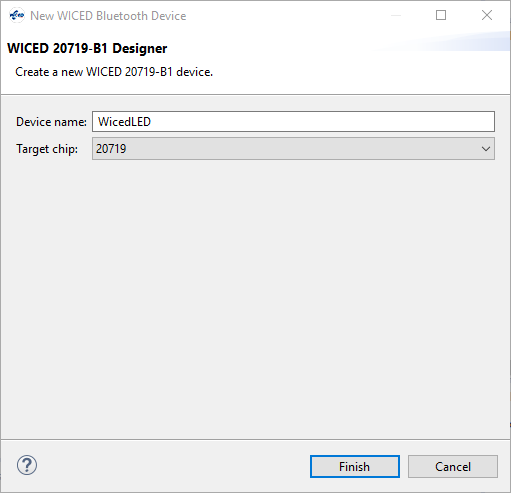 New WICED Bluetooth Device
WICED 20719-B1 Designer
Create a new WICED 20719-B1 device.
Device name: WicedLED
Target chip: 20719
?
Finish Cancel